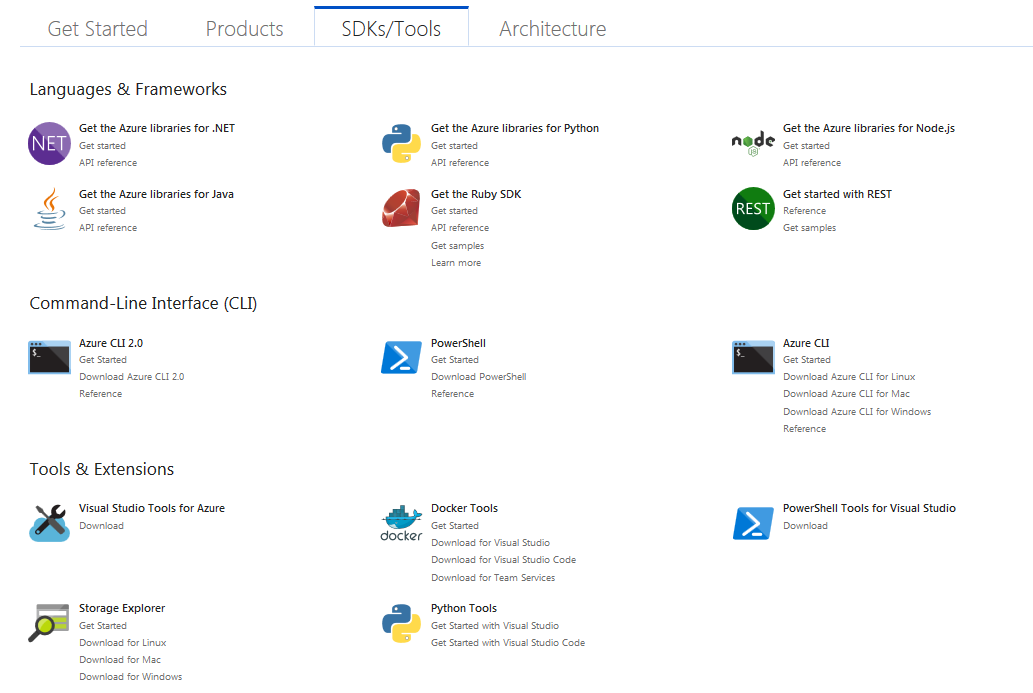 Get Started
Products
SDKs/Tools
Architecture
Languages & Frameworks
NET
Get the Azure libraries for .NET
Get started
API reference
Get the Azure libraries for Python
Get started
API reference
node
JS
Get the Azure libraries for Node.js
Get started
API reference
Get the Azure libraries for Java
Get started
API reference
Get the Ruby SDK
Get started
API reference
Get samples
Learn more
REST
Get started with REST
Reference
Get samples
Command-Line Interface (CLI)
$_
Azure CLI 2.0
Get Started
Download Azure CLI 2.0
Reference
PowerShell
Get Started
Download PowerShell
Reference
$_
Azure CLI
Get Started
Download Azure CLI for Linux
Download Azure CLI for Mac
Download Azure CLI for Windows
Reference
Tools & Extensions
Visual Studio Tools for Azure
Download
docker
Docker Tools
Get Started
Download for Visual Studio
Download for Visual Studio Code
Download for Team Services
PowerShell Tools for Visual Studio
Download
Storage Explorer
Get Started
Download for Linux
Download for Mac
Download for Windows
Python Tools
Get Started with Visual Studio
Get Started with Visual Studio Code